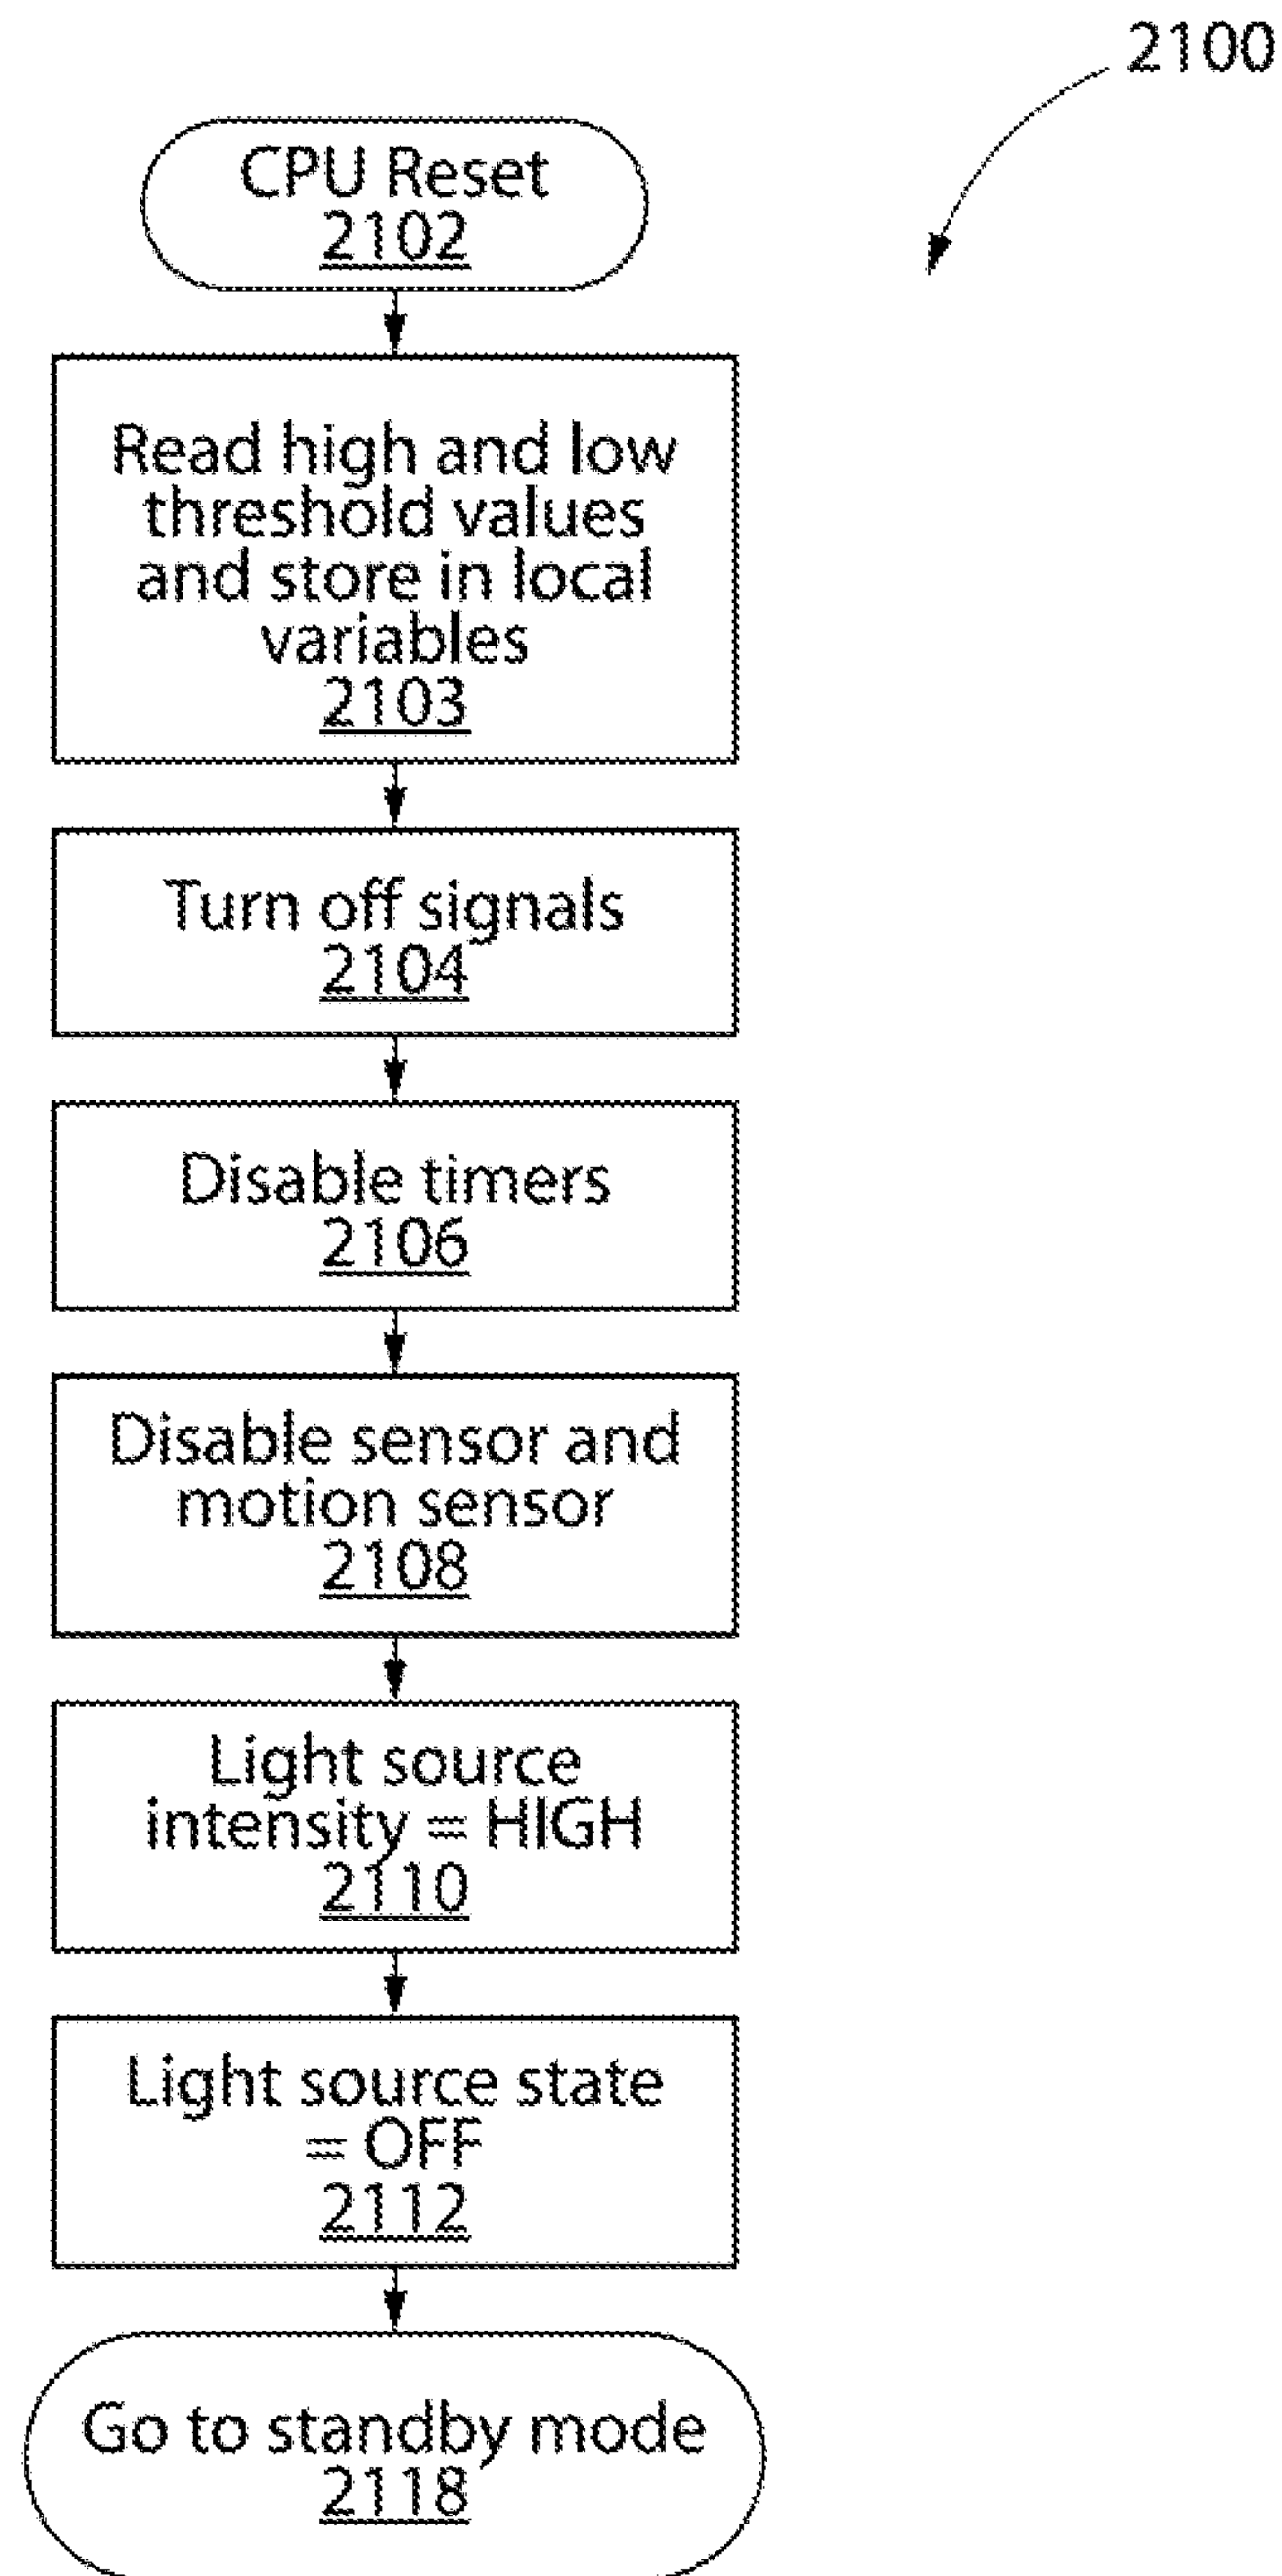 2100
CPU Reset
2102
Read high and low
threshold values
and store in local
variables
2103
Turn off signals
2104
Disable timers
2106
Disable sensor and
motion sensor
2108
Light source
intensity = HIGH
2110
Light source state
= OFF
2112
Go to standby mode
2118